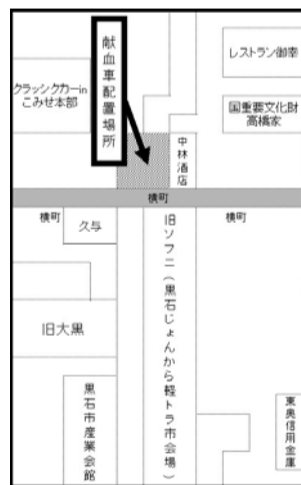 献血車配置場所
クラッシクカーin
こみせ本部
レストラン御幸
国重要文化財
高橋家
中林酒店
横町
横町
横町
久与
旧大黒
黒石市産業会館
旧ソフニ(黒石じょんから軽トラ市会場)
東奥信用金庫